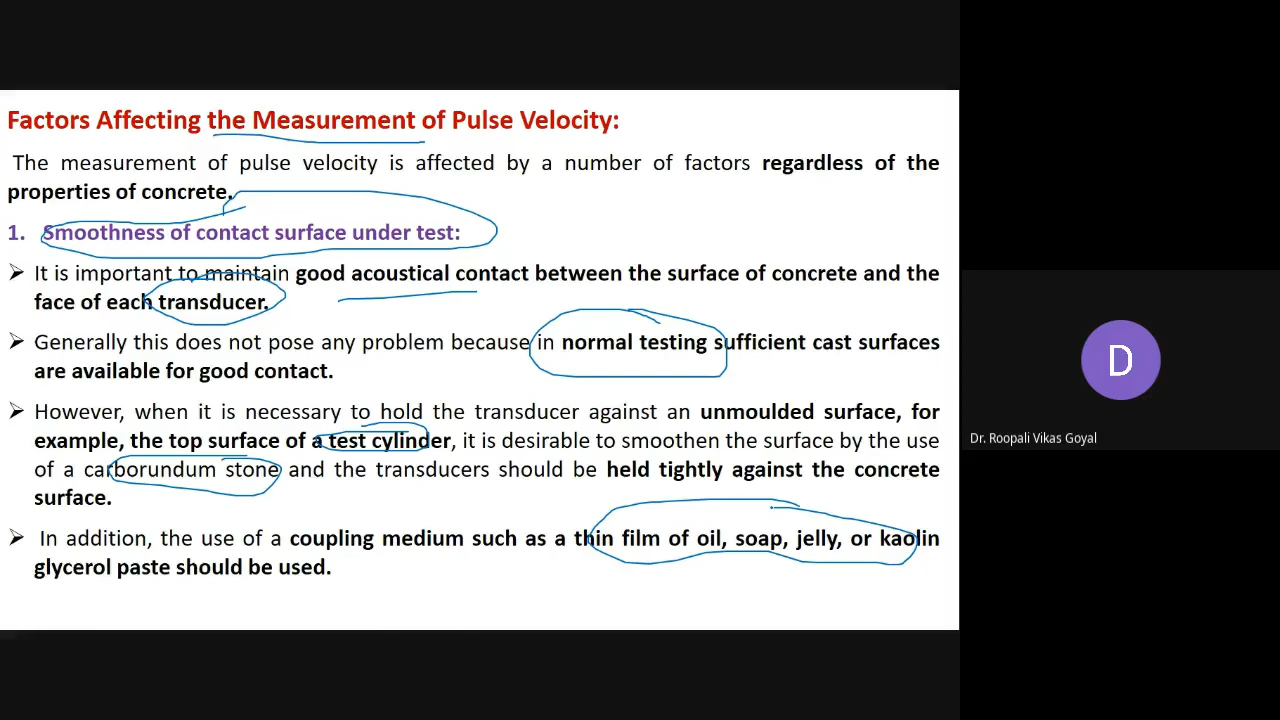 Factors Affecting the Measurement of Pulse Velocity:
The measurement of pulse velocity is affected by a number of factors regardless of the
properties of concrete.
1. Smoothness of contact surface under test:
➢ It is important to maintain good acoustical contact between the surface of concrete and the
face of each transducer.
➢ Generally this does not pose any problem because in normal testing sufficient cast surfaces
are available for good contact.
➢ However, when it is necessary to hold the transducer against an unmoulded surface, for
example, the top surface of a test cylinder, it is desirable to smoothen the surface by the use
of a carborundum stone and the transducers should be held tightly against the concrete
surface.
➢ In addition, the use of a coupling medium such as a thin film of oil, soap, jelly, or kaolin
glycerol paste should be used.
D
Dr. Roopali Vikas Goyal